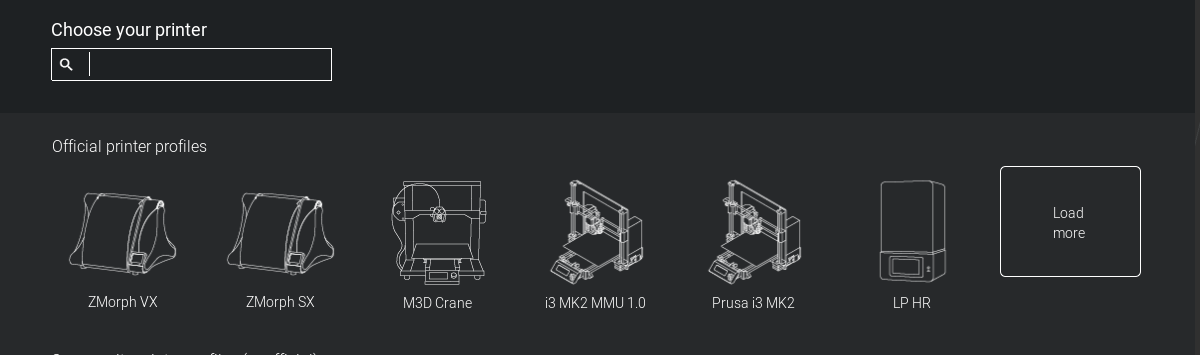 Choose your printer
Official printer profiles
ZMorph VX
ZMorph SX
M3D Crane
i3 MK2 MMU 1.0
Prusa i3 MK2
LP HR
Load
more